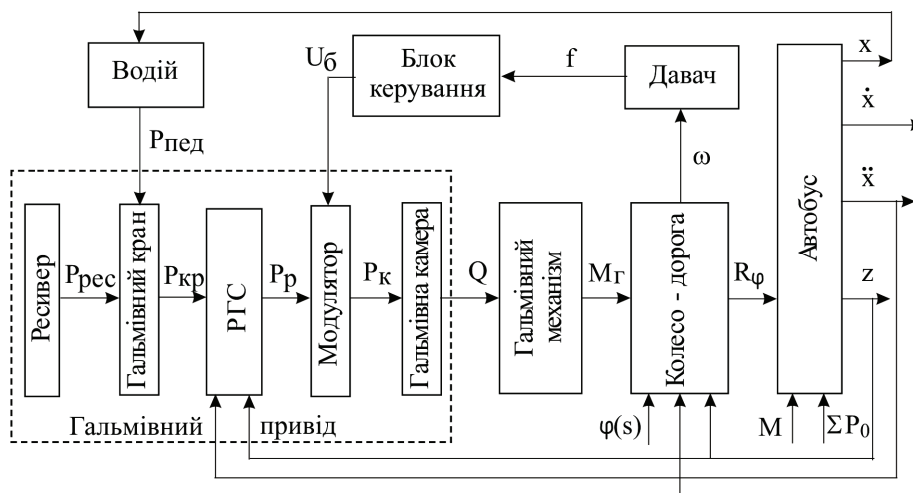 Водій
Pпед
Uб
Блок
керування
f
Давач
ω
x
ẋ
ẍ
z
Автобус
Ресивер
Pрес
Гальмівний кран
Pкр
РГС
Pр
Модулятор
Pк
Гальмівна камера
Q
Гальмівний
механізм
Mг
Колесо - дорога
Rφ
Гальмівний привід
φ(s)
M
ΣP₀